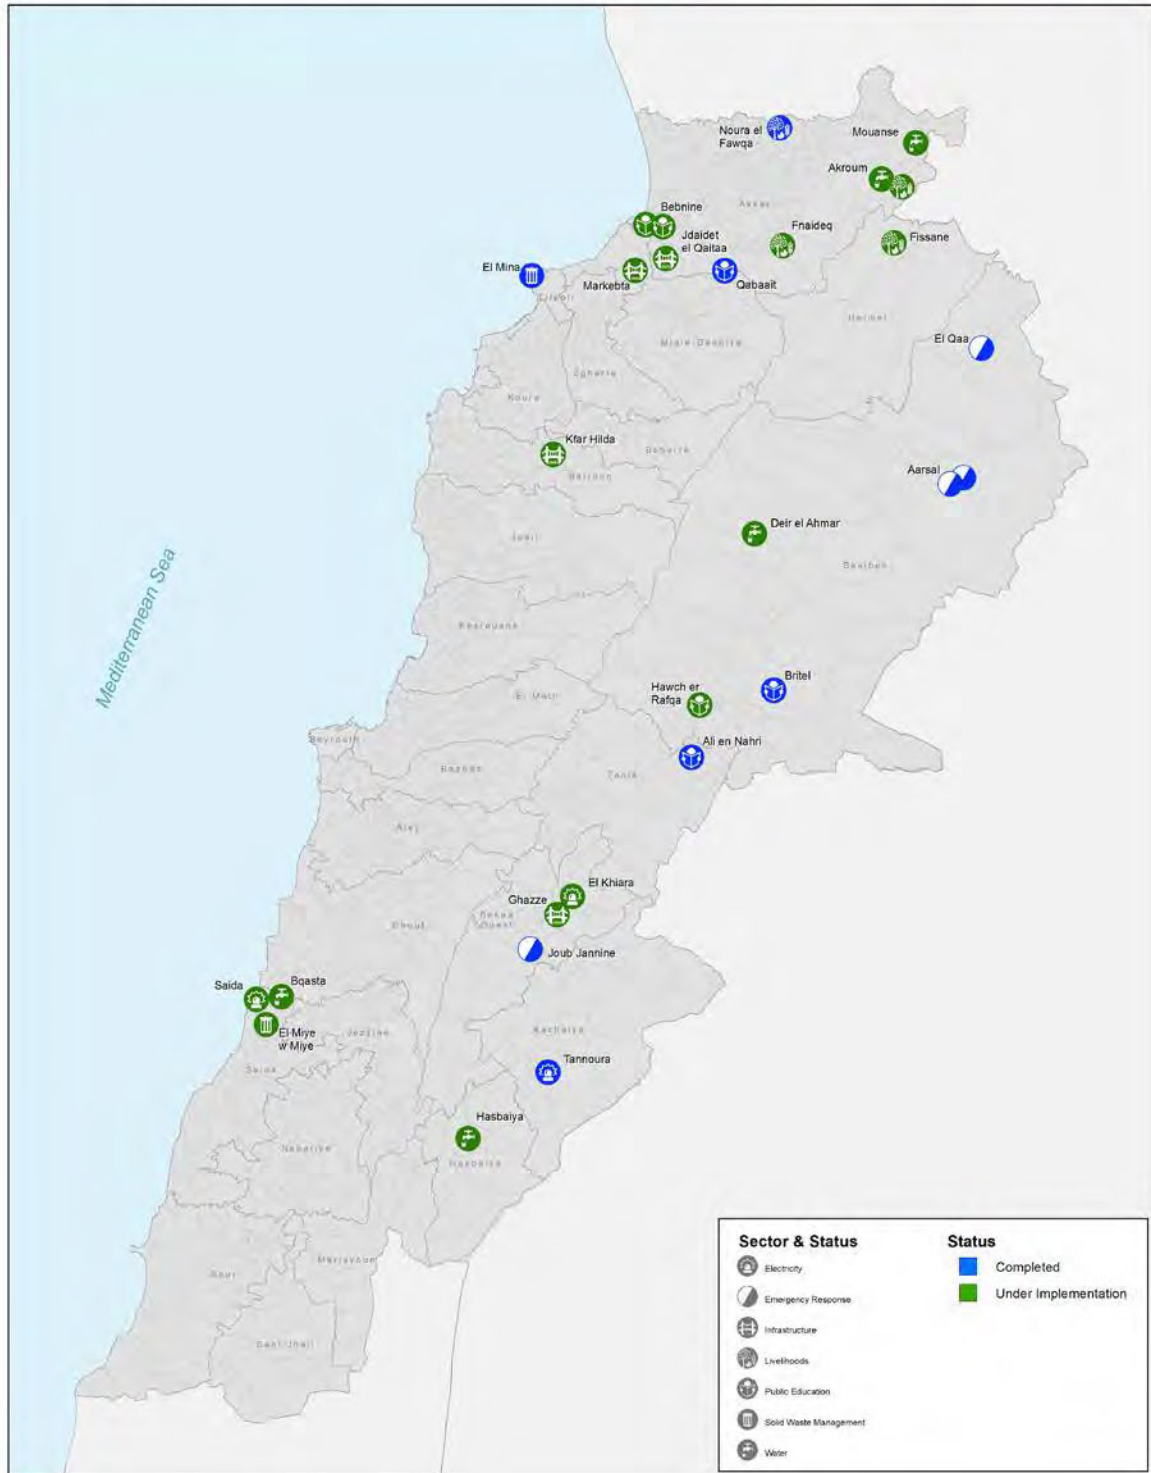 Noura el
Fawqa
Mouanse
Akroum
Akkar
Bebnine
Jdaidet
el Qaitaa
Fnaideq
Fissane
El Mina
Markebta
Qabaait
Tripoli
Hermel
Minie-Dennie
El Qaa
Zgharta
Koura
Kfar Hilda
Bcharre
Batroun
Aarsal
Deir el Ahmar
Jbeil
Baalbek
Mediterranean Sea
Kesrouane
Britel
Hawch er
Rafqa
El Metn
Ali en Nahri
Beyrouth
Baabda
Zahle
Aley
El Khiara
Ghazze
Bekaa
Ouest
Chouf
Joub Jannine
Saida
Bqasta
El Miye
w Miye
Jezzine
Rachaiya
Saida
Tannoura
Hasbaiya
Nabatiye
Hasbaiya
Marjayoun
Sour
Bent Jbail
Sector & Status
Electricity
Emergency Response
Infrastructure
Livelihoods
Public Education
Solid Waste Management
Water
Status
Completed
Under Implementation